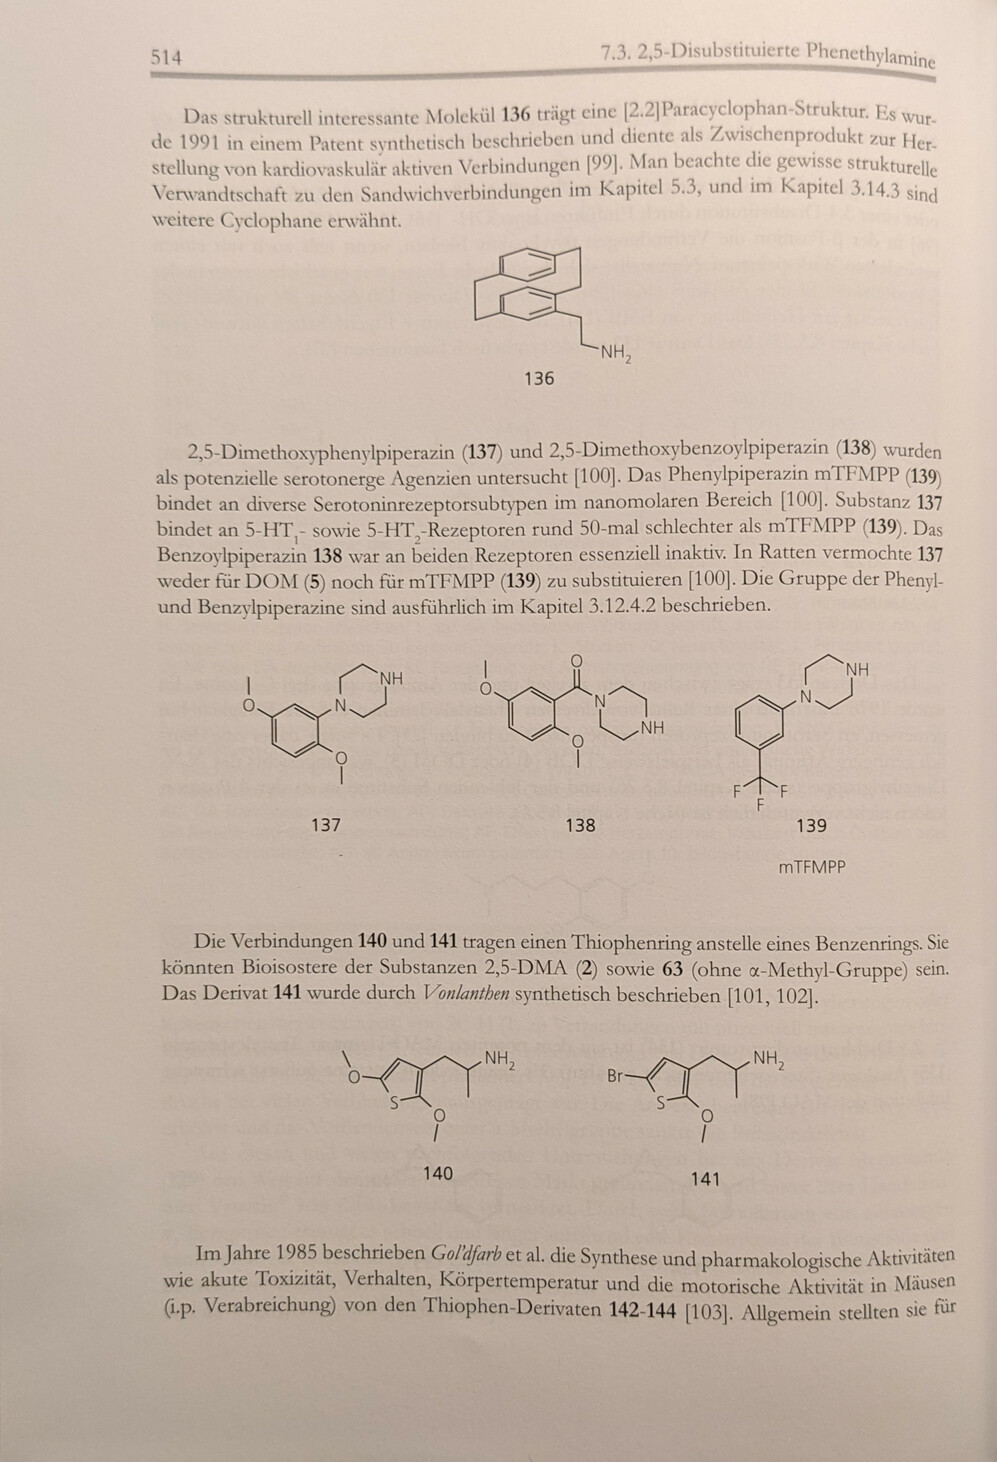 514
7.3. 2,5-Disubstituierte Phenethylamine
Das strukturell interessante Molekül 136 trägt eine [2.2]Paracyclophan-Struktur. Es wur-
de 1991 in einem Patent synthetisch beschrieben und diente als Zwischenprodukt zur Her-
stellung von kardiovaskulär aktiven Verbindungen [99]. Man beachte die gewisse strukturelle
Verwandtschaft zu den Sandwichverbindungen im Kapitel 5.3, und im Kapitel 3.14.3 sind
weitere Cyclophane erwähnt.
NH2
136
2,5-Dimethoxyphenylpiperazin (137) und 2,5-Dimethoxybenzoylpiperazin (138) wurden
als potenzielle serotonerge Agenzien untersucht [100]. Das Phenylpiperazin mTFMPP (139)
bindet an diverse Serotoninrezeptorsubtypen im nanomolaren Bereich [100]. Substanz 137
bindet an 5-HT1- sowie 5-HT2-Rezeptoren rund 50-mal schlechter als mTFMPP (139). Das
Benzoylpiperazin 138 war an beiden Rezeptoren essenziell inaktiv. In Ratten vermochte 137
weder für DOM (5) noch für mTFMPP (139) zu substituieren [100]. Die Gruppe der Phenyl-
und Benzylpiperazine sind ausführlich im Kapitel 3.12.4.2 beschrieben.
O N NH O
137
O O N NH O
138
N NH F F F
139
mTFMPP
Die Verbindungen 140 und 141 tragen einen Thiophenring anstelle eines Benzenrings. Sie
könnten Bioisostere der Substanzen 2,5-DMA (2) sowie 63 (ohne α-Methyl-Gruppe) sein.
Das Derivat 141 wurde durch Vonlanthen synthetisch beschrieben [101, 102].
O S O NH2
140
Br S O NH2
141
Im Jahre 1985 beschrieben Gol'dfarb et al. die Synthese und pharmakologische Aktivitäten
wie akute Toxizität, Verhalten, Körpertemperatur und die motorische Aktivität in Mäusen
(i.p. Verabreichung) von den Thiophen-Derivaten 142-144 [103]. Allgemein stellten sie für